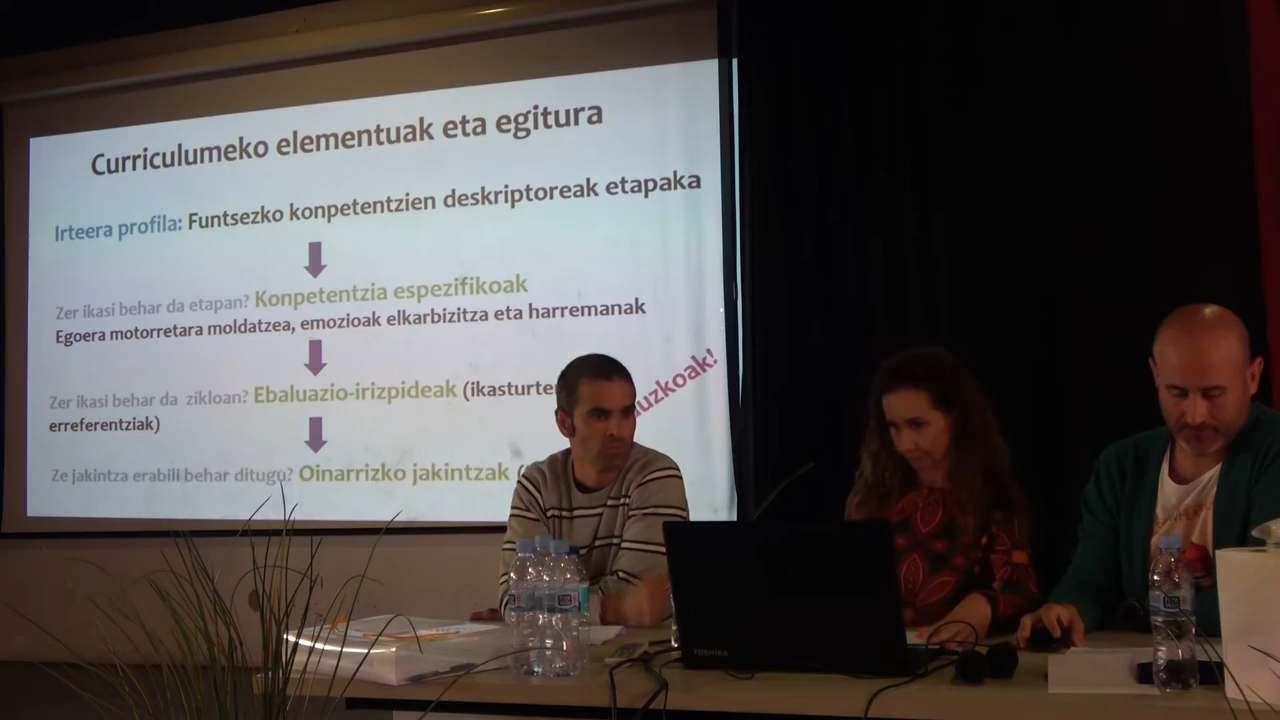 Curriculumeko elementuak eta egitura
Irteera profila: Funtsezko konpetentzien deskriptoreak etapaka
Zer ikasi behar da etapan? Konpetentzia espezifikoak
Egoera motorretara moldatzea, emozioak elkarbizitza eta harremanak
Zer ikasi behar da zikloan? Ebaluazio-irizpideak (ikasturte
erreferentziak)
uzkoak!
Ze jakintza erabili behar ditugu? Oinarrizko jakintzak (
TOSHIBA